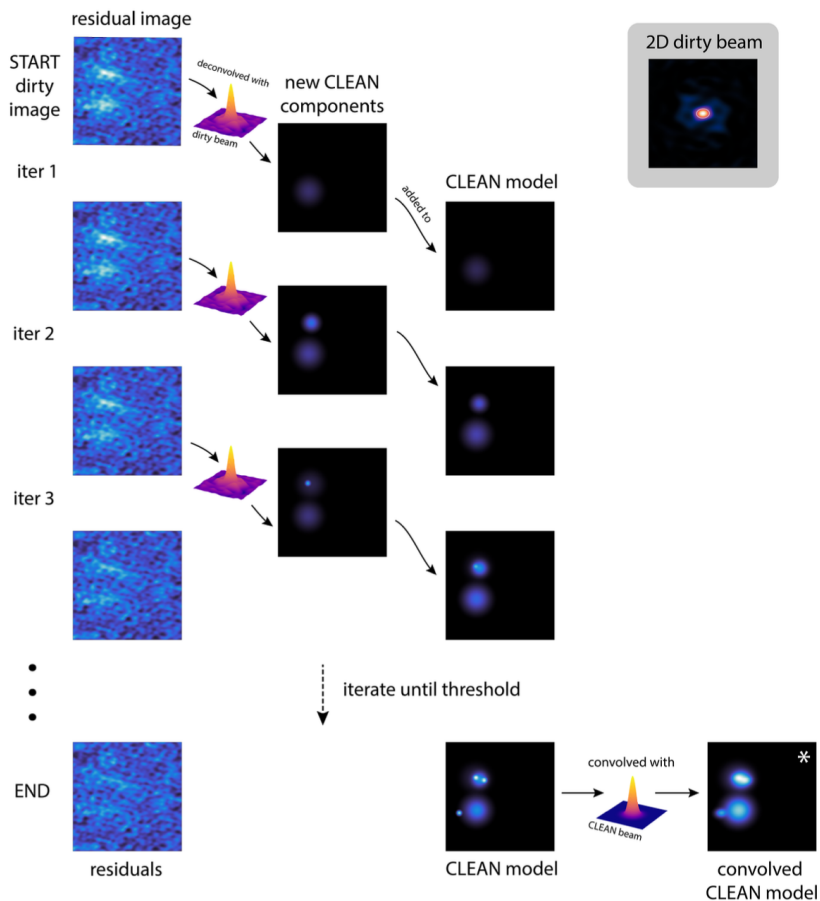 residual image
START
dirty
image
deconvolved with
dirty beam
new CLEAN
components
2D dirty beam
iter 1
added to
CLEAN model
iter 2
iter 3
iterate until threshold
END
residuals
CLEAN model
convolved with
CLEAN beam
*
convolved
CLEAN model